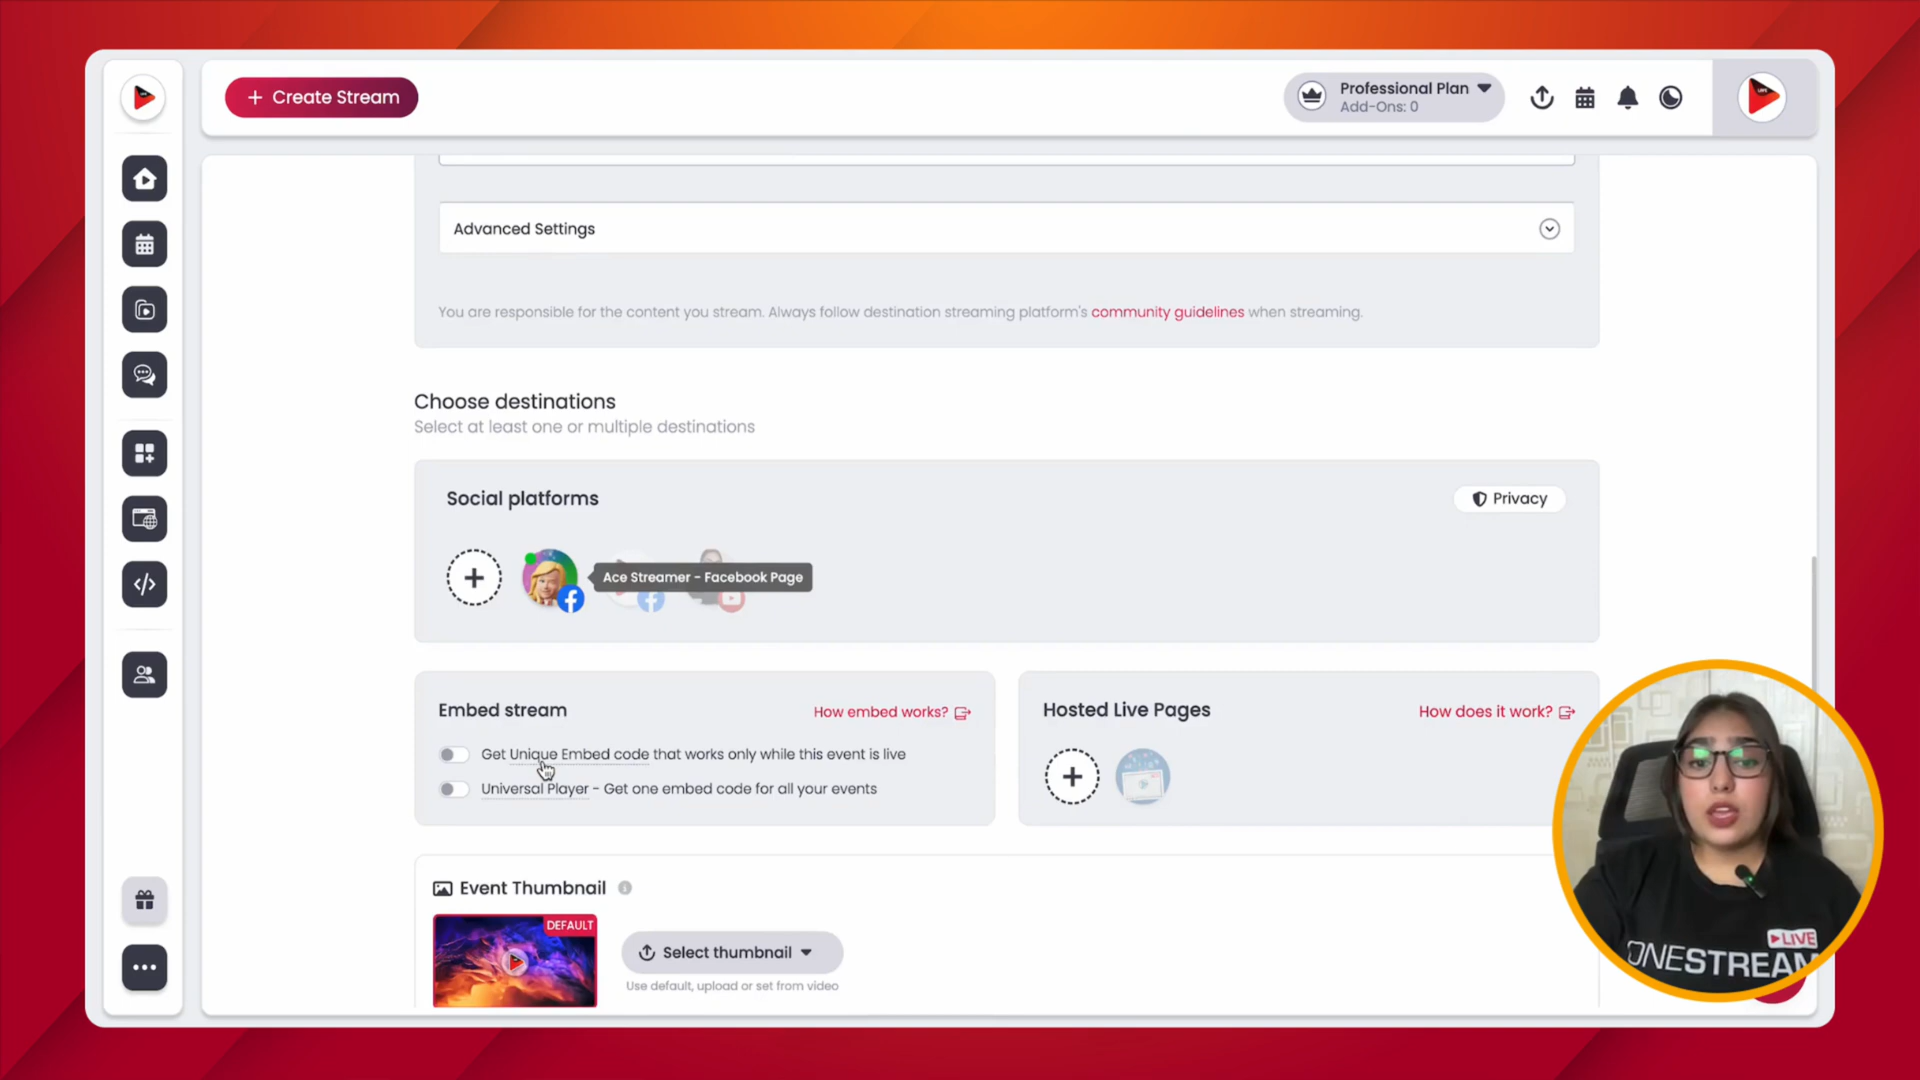 + Create Stream
Professional Plan
Add-Ons: 0
Advanced Settings
You are responsible for the content you stream. Always follow destination streaming platform's community guidelines when streaming.
Choose destinations
Select at least one or multiple destinations
Social platforms
Privacy
Ace Streamer - Facebook Page
Embed stream
How embed works?
Get Unique Embed code that works only while this event is live
Universal Player - Get one embed code for all your events
Hosted Live Pages
How does it work?
Event Thumbnail
DEFAULT
Select thumbnail
Use default, upload or set from video
LIVE
ONESTREAM